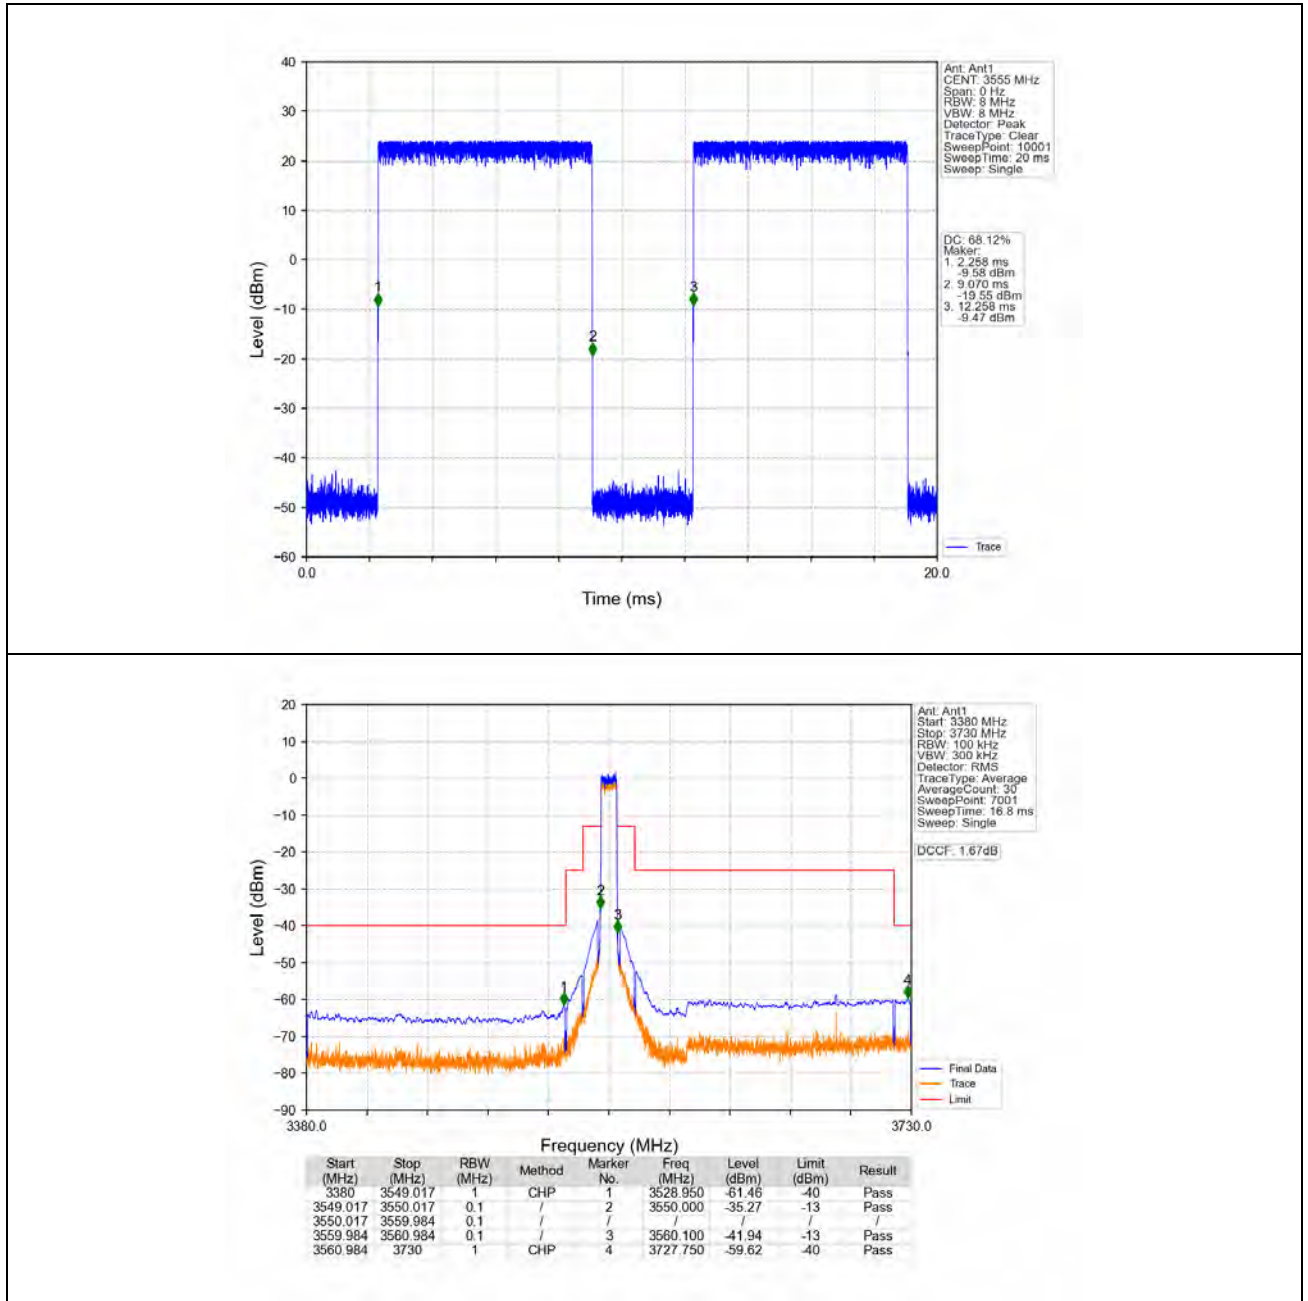 40
30
20
10
0
−10
−20
−30
−40
−50
−60
Level (dBm)
0.0
20.0
Time (ms)
1
2
3
Ant: Ant1
CENT: 3555 MHz
Span: 0 Hz
RBW: 8 MHz
VBW: 8 MHz
Detector: Peak
TraceType: Clear
SweepPoint: 10001
SweepTime: 20 ms
Sweep: Single
DC: 68.12%
Maker:
1. 2.258 ms
-9.58 dBm
2. 9.070 ms
-19.55 dBm
3. 12.258 ms
-9.47 dBm
Trace
20
10
0
−10
−20
−30
−40
−50
−60
−70
−80
−90
Level (dBm)
3380.0
3730.0
Frequency (MHz)
1
2
3
4
Ant: Ant1
Start: 3380 MHz
Stop: 3730 MHz
RBW: 100 kHz
VBW: 300 kHz
Detector: RMS
TraceType: Average
AverageCount: 30
SweepPoint: 7001
SweepTime: 16.8 ms
Sweep: Single
DCCF: 1.67dB
Final Data
Trace
Limit
Start (MHz) Stop (MHz) RBW (MHz) Method Marker No. Freq (MHz) Level (dBm) Limit (dBm) Result
3380 3549.017 1 CHP 1 3528.950 -61.46 -40 Pass
3549.017 3550.017 0.1 / 2 3550.000 -35.27 -13 Pass
3550.017 3559.984 0.1 / / / / / /
3559.984 3560.984 0.1 / 3 3560.100 -41.94 -13 Pass
3560.984 3730 1 CHP 4 3727.750 -59.62 -40 Pass